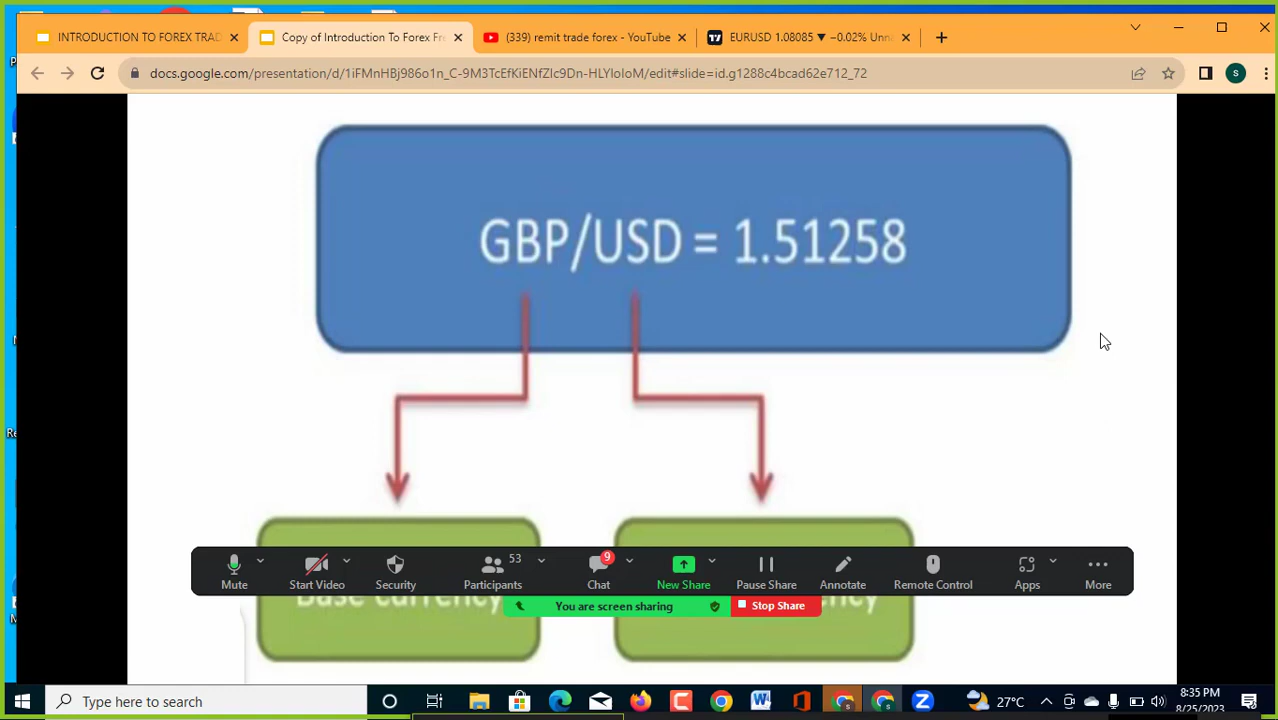 INTRODUCTION TO FOREX TRAD
Copy of Introduction To Forex Fr
(339) remit trade forex - YouTube
EURUSD 1.08085 ▼ −0.02% Unn
docs.google.com/presentation/d/1iFMnHBj986o1n_C-9M3TcEfKiENfZIc9Dn-HLYIoIoM/edit#slide=id.g1288c4bcad62e712_72
S
GBP/USD = 1.51258
Mute
Start Video
Security
Participants
53
Chat
9
New Share
Pause Share
Annotate
Remote Control
Apps
More
Base currency
You are screen sharing
Stop Share
Type here to search
27°C
8:35 PM
8/25/2023